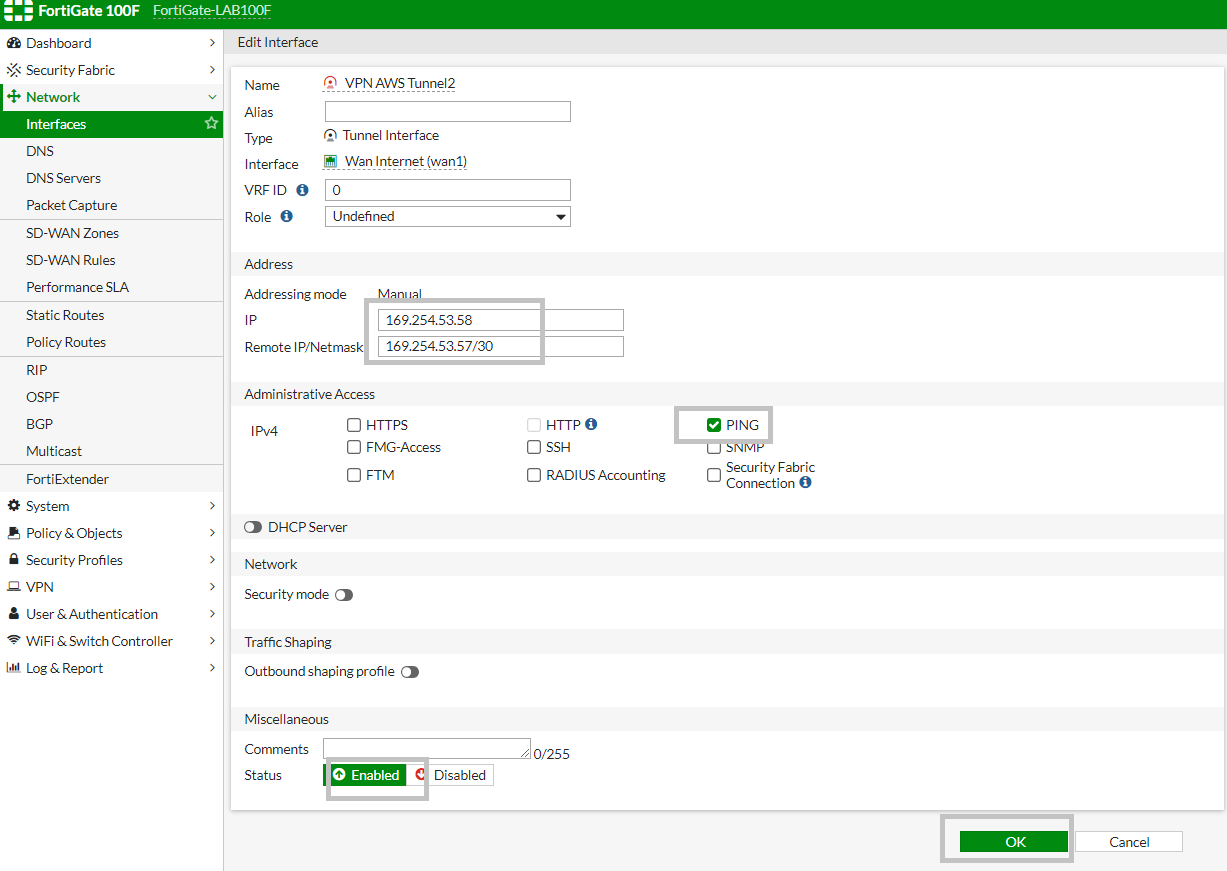 FortiGate 100F FortiGate-LAB100F
Dashboard
Security Fabric
Network
Interfaces
DNS
DNS Servers
Packet Capture
SD-WAN Zones
SD-WAN Rules
Performance SLA
Static Routes
Policy Routes
RIP
OSPF
BGP
Multicast
FortiExtender
System
Policy & Objects
Security Profiles
VPN
User & Authentication
WiFi & Switch Controller
Log & Report
Edit Interface
Name VPN AWS Tunnel2
Alias
Type Tunnel Interface
Interface Wan Internet (wan1)
VRF ID 0
Role Undefined
Address
Addressing mode Manual
IP 169.254.53.58
Remote IP/Netmask 169.254.53.57/30
Administrative Access
IPv4 HTTPS HTTP PING
FMG-Access SSH SNMP
FTM RADIUS Accounting Security Fabric
Connection
DHCP Server
Network
Security mode
Traffic Shaping
Outbound shaping profile
Miscellaneous
Comments 0/255
Status Enabled Disabled
OK Cancel